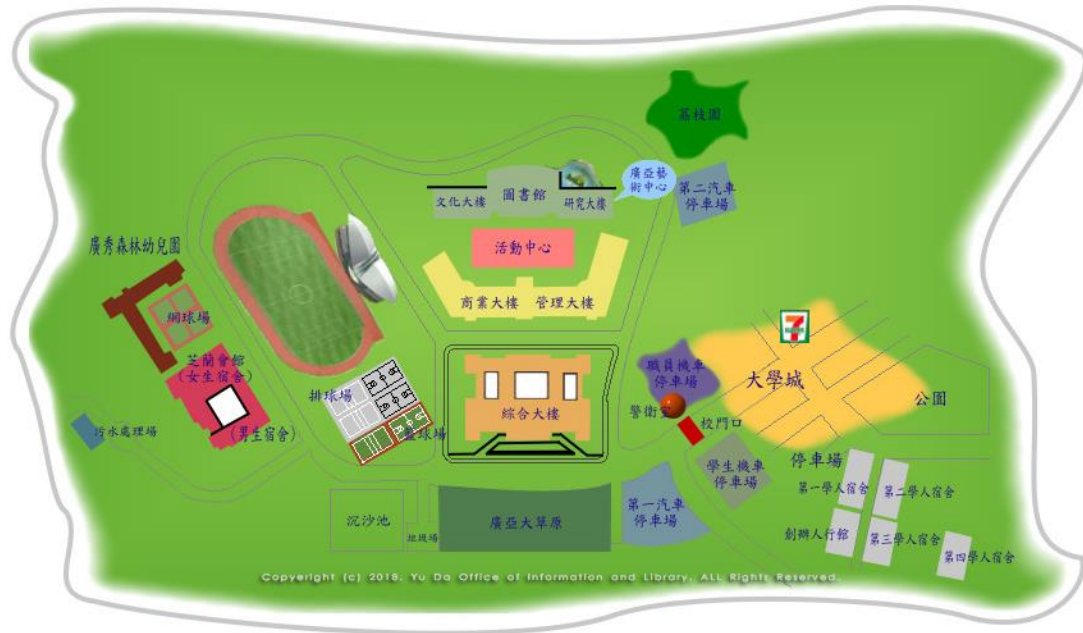 荔枝園
廣亞藝
術中心
第二汽車
停車場
圖書館
文化大樓
研究大樓
活動中心
廣秀森林幼兒園
商業大樓
管理大樓
網球場
7
ELEVEN
芝蘭會館
(女生宿舍)
職員機車
停車場
大學城
公園
排球場
警衛室
綜合大樓
校門口
籃球場
(男生宿舍)
污水處理場
停車場
學生機車
停車場
第一學人宿舍
第二學人宿舍
沉沙池
廣亞大草原
第一汽車
停車場
垃圾場
創辦人行館
第三學人宿舍
第四學人宿舍
Copyeright (c) 2018. Yu Da Office of Information and Library. ALL Rights Reserved.